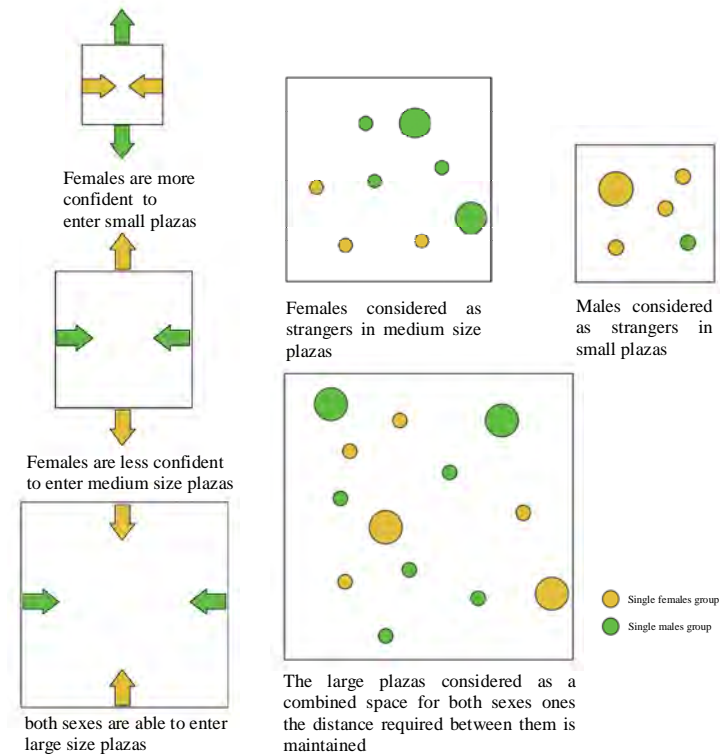 Females are more
confident to
enter small plazas
Females considered as
strangers in medium size
plazas
Males considered
as strangers in
small plazas
Females are less confident
to enter medium size plazas
Single females group
Single males group
both sexes are able to enter
large size plazas
The large plazas considered as a
combined space for both sexes ones
the distance required between them is
maintained